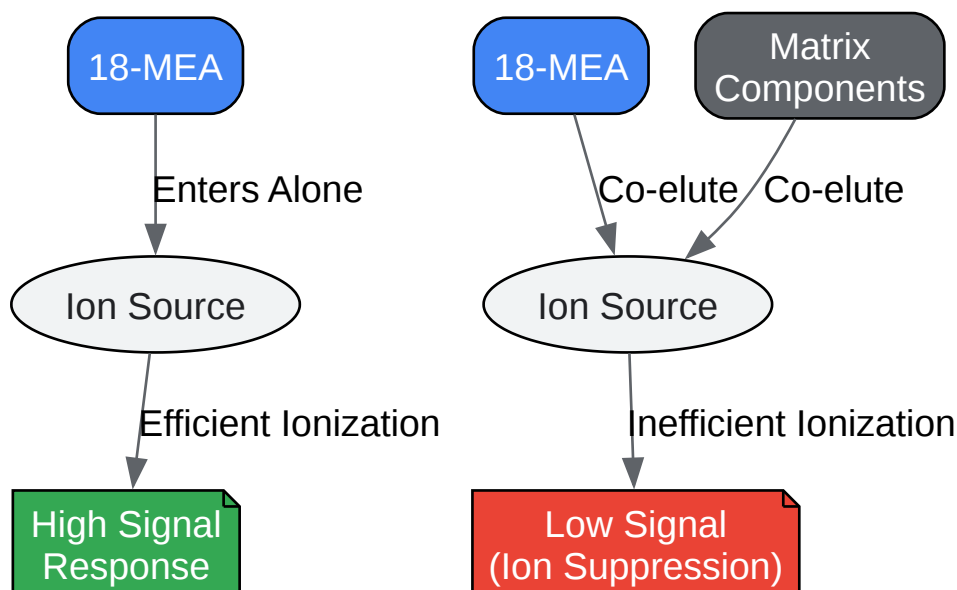 18-MEA
Enters Alone
Ion Source
Efficient Ionization
High Signal
Response
18-MEA
Matrix
Components
Co-elute
Co-elute
Ion Source
Inefficient Ionization
Low Signal
(Ion Suppression)